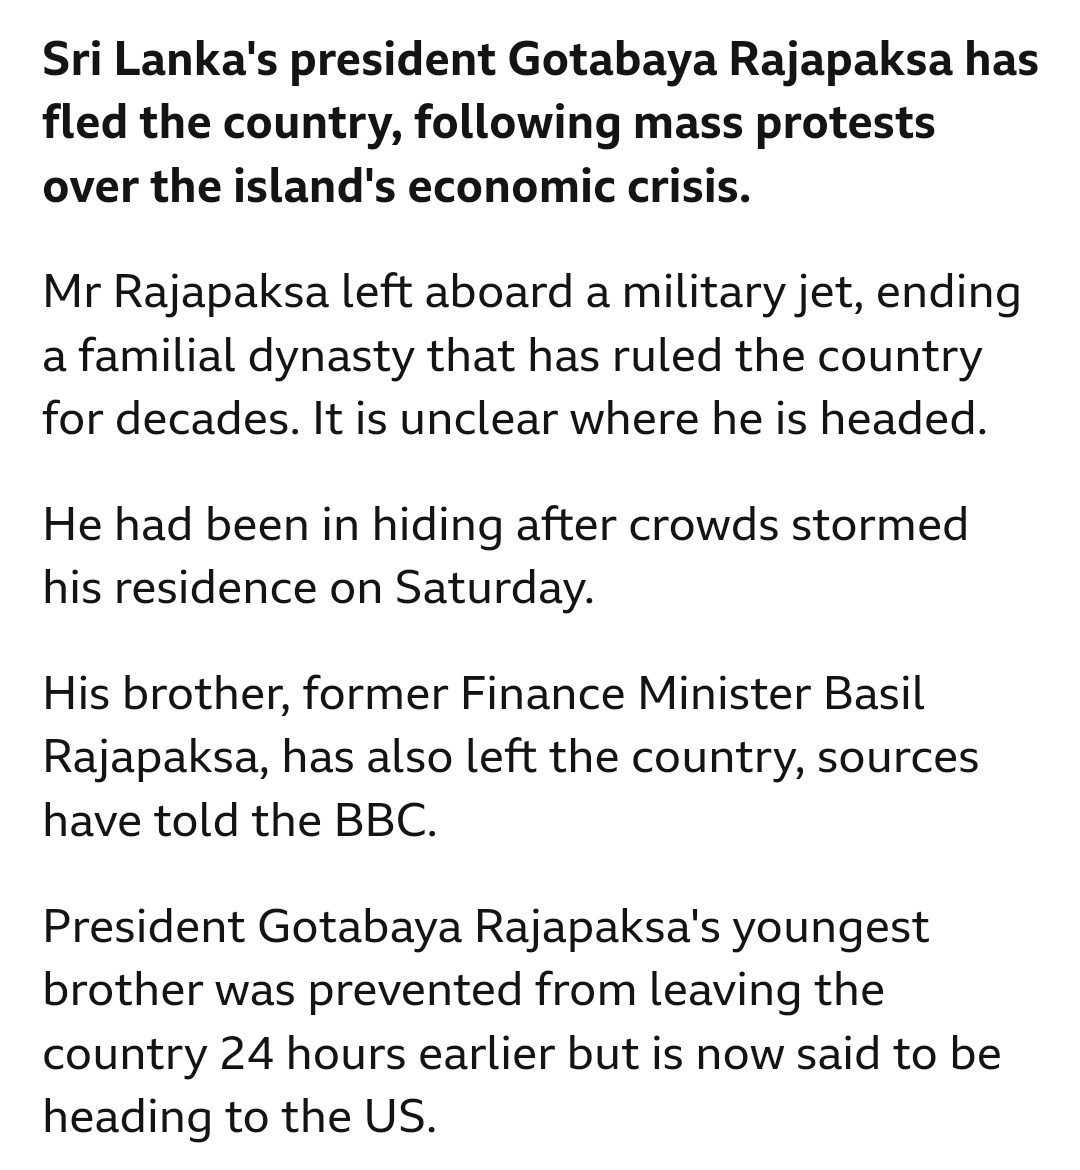 Sri Lanka's president Gotabaya Rajapaksa has
fled the country, following mass protests
over the island's economic crisis.
Mr Rajapaksa left aboard a military jet, ending
a familial dynasty that has ruled the country
for decades. It is unclear where he is headed.
He had been in hiding after crowds stormed
his residence on Saturday.
His brother, former Finance Minister Basil
Rajapaksa, has also left the country, sources
have told the BBC.
President Gotabaya Rajapaksa's youngest
brother was prevented from leaving the
country 24 hours earlier but is now said to be
heading to the US.